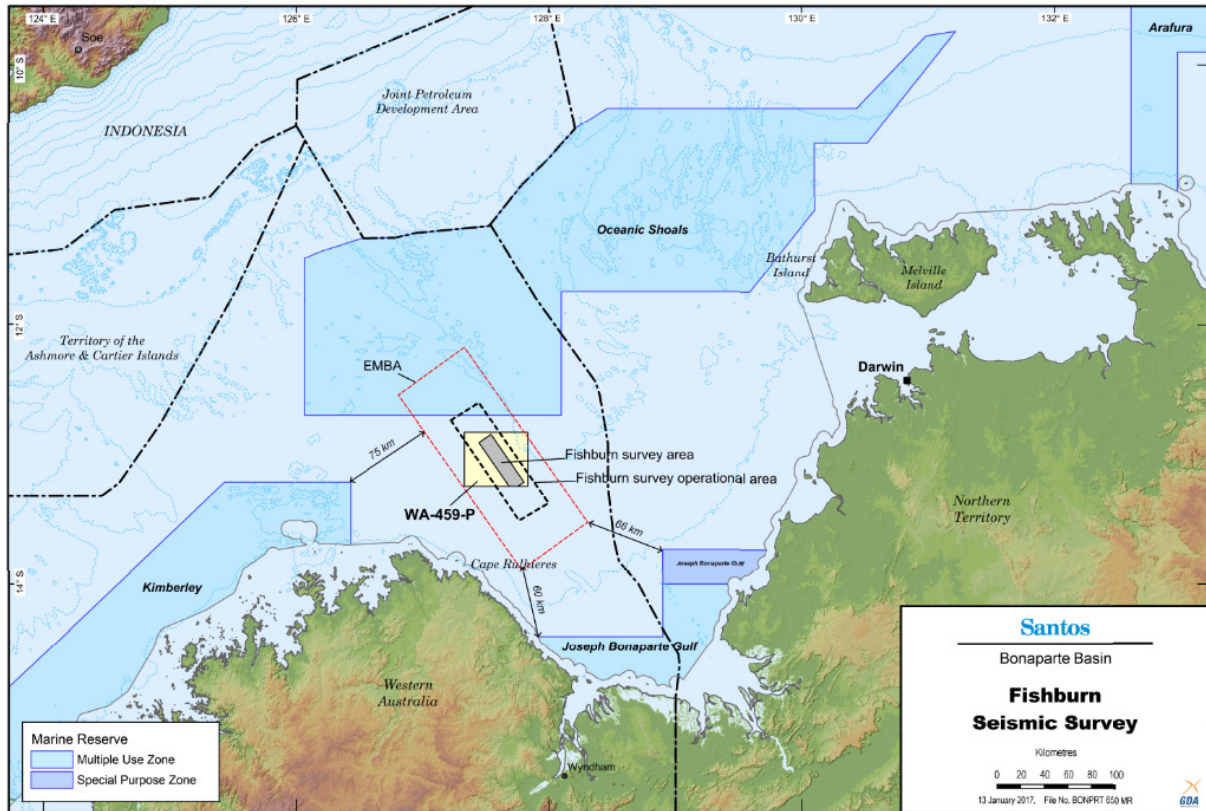 124° E
126° E
128° E
130° E
132° E
Soe
Arafura
10° S
10° S
Joint Petroleum
Development Area
INDONESIA
Oceanic Shoals
Bathurst
Island
Melville
Island
12° S
12° S
Territory of the
Ashmore & Cartier Islands
EMBA
Darwin
75 km
Fishburn survey area
Fishburn survey operational area
WA-459-P
66 km
Northern
Territory
Cape Rulhieres
Joseph Bonaparte Gulf
14° S
14° S
Kimberley
60 km
Joseph Bonaparte Gulf
Western
Australia
Wyndham
Marine Reserve
Multiple Use Zone
Special Purpose Zone
Santos
Bonaparte Basin
Fishburn
Seismic Survey
Kilometres
0 20 40 60 80 100
13 January 2017, File No. BONPRT 650 MR
GDA